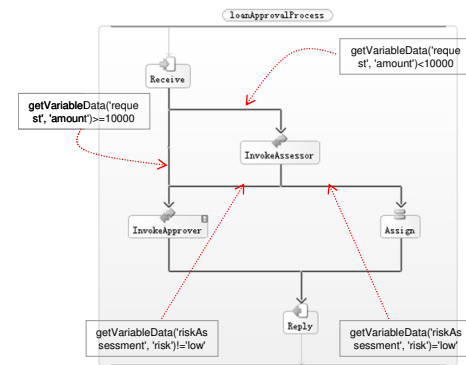 loanApprovalProcess
getVariableData('reque
st', 'amount')<10000
Receive
getVariableData('reque
st', 'amount')>=10000
InvokeAssessor
InvokeApprover
Assign
Reply
getVariableData('riskAs
sessment', 'risk')!='low'
getVariableData('riskAs
sessment', 'risk')='low'